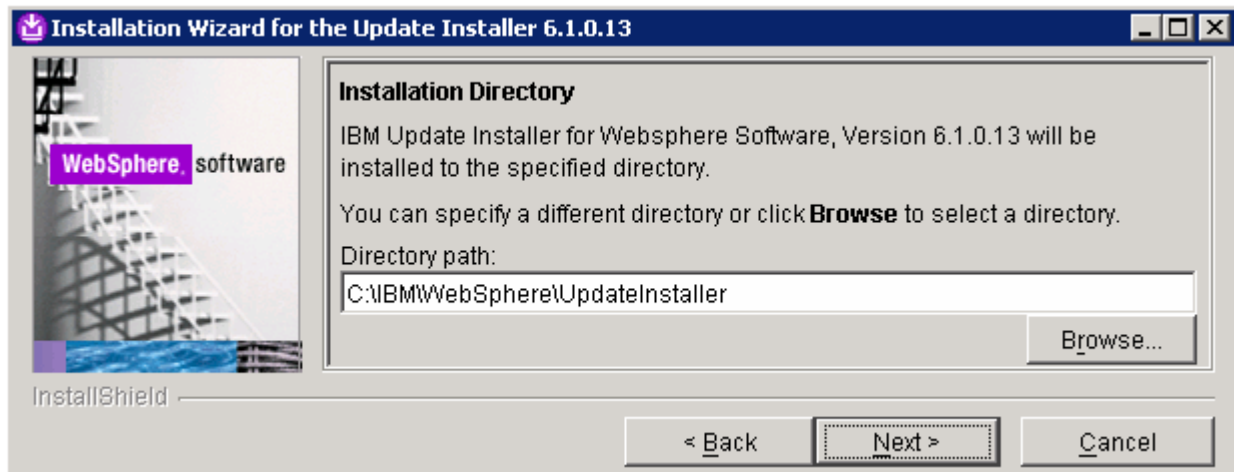 Installation Wizard for the Update Installer 6.1.0.13
WebSphere. software
Installation Directory
IBM Update Installer for Websphere Software, Version 6.1.0.13 will be
installed to the specified directory.
You can specify a different directory or click Browse to select a directory.
Directory path:
C:\IBM\WebSphere\UpdateInstaller
Browse...
InstallShield
< Back
Next >
Cancel